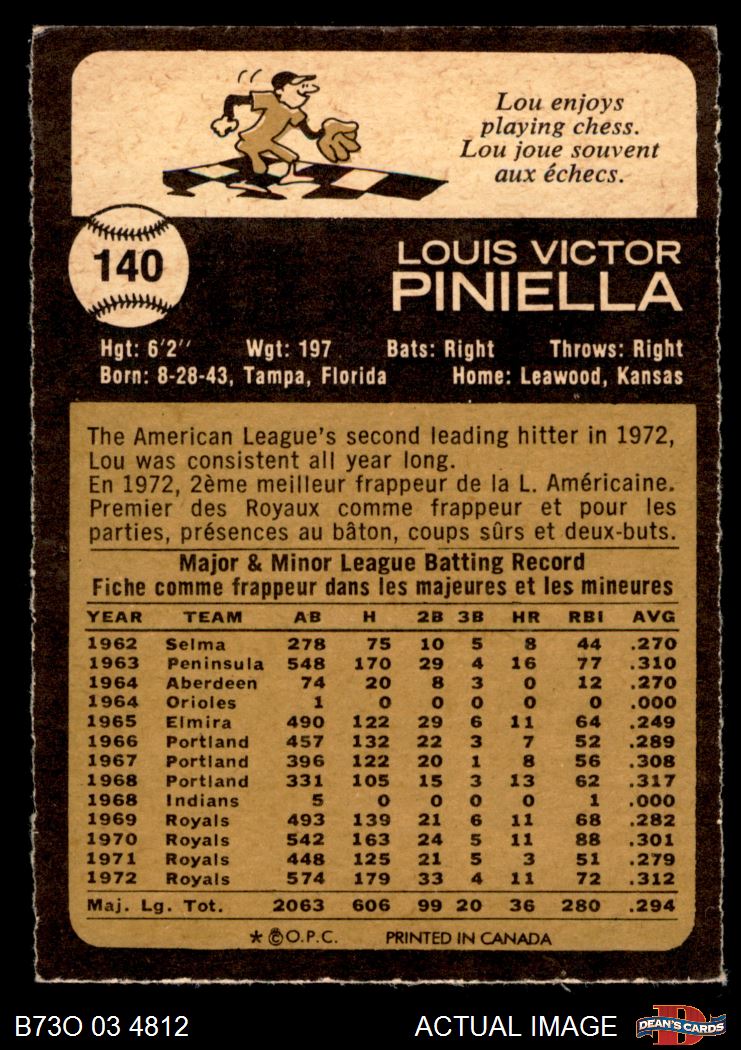 Lou enjoys
playing chess.
Lou joue souvent
aux échecs.
140
LOUIS VICTOR
PINIELLA
Hgt: 6'2'' Wgt: 197 Bats: Right Throws: Right
Born: 8-28-43, Tampa, Florida Home: Leawood, Kansas
The American League's second leading hitter in 1972,
Lou was consistent all year long.
En 1972, 2ème meilleur frappeur de la L. Américaine.
Premier des Royaux comme frappeur et pour les
parties, présences au bâton, coups sûrs et deux-buts.
Major & Minor League Batting Record
Fiche comme frappeur dans les majeures et les mineures
YEAR TEAM AB H 2B 3B HR RBI AVG
1962 Selma 278 75 10 5 8 44 .270
1963 Peninsula 548 170 29 4 16 77 .310
1964 Aberdeen 74 20 8 3 0 12 .270
1964 Orioles 1 0 0 0 0 0 .000
1965 Elmira 490 122 29 6 11 64 .249
1966 Portland 457 132 22 3 7 52 .289
1967 Portland 396 122 20 1 8 56 .308
1968 Portland 331 105 15 3 13 62 .317
1968 Indians 5 0 0 0 0 1 .000
1969 Royals 493 139 21 6 11 68 .282
1970 Royals 542 163 24 5 11 88 .301
1971 Royals 448 125 21 5 3 51 .279
1972 Royals 574 179 33 4 11 72 .312
Maj. Lg. Tot. 2063 606 99 20 36 280 .294
* © O.P.C. PRINTED IN CANADA
B73O 03 4812 ACTUAL IMAGE D DEAN'S CARDS